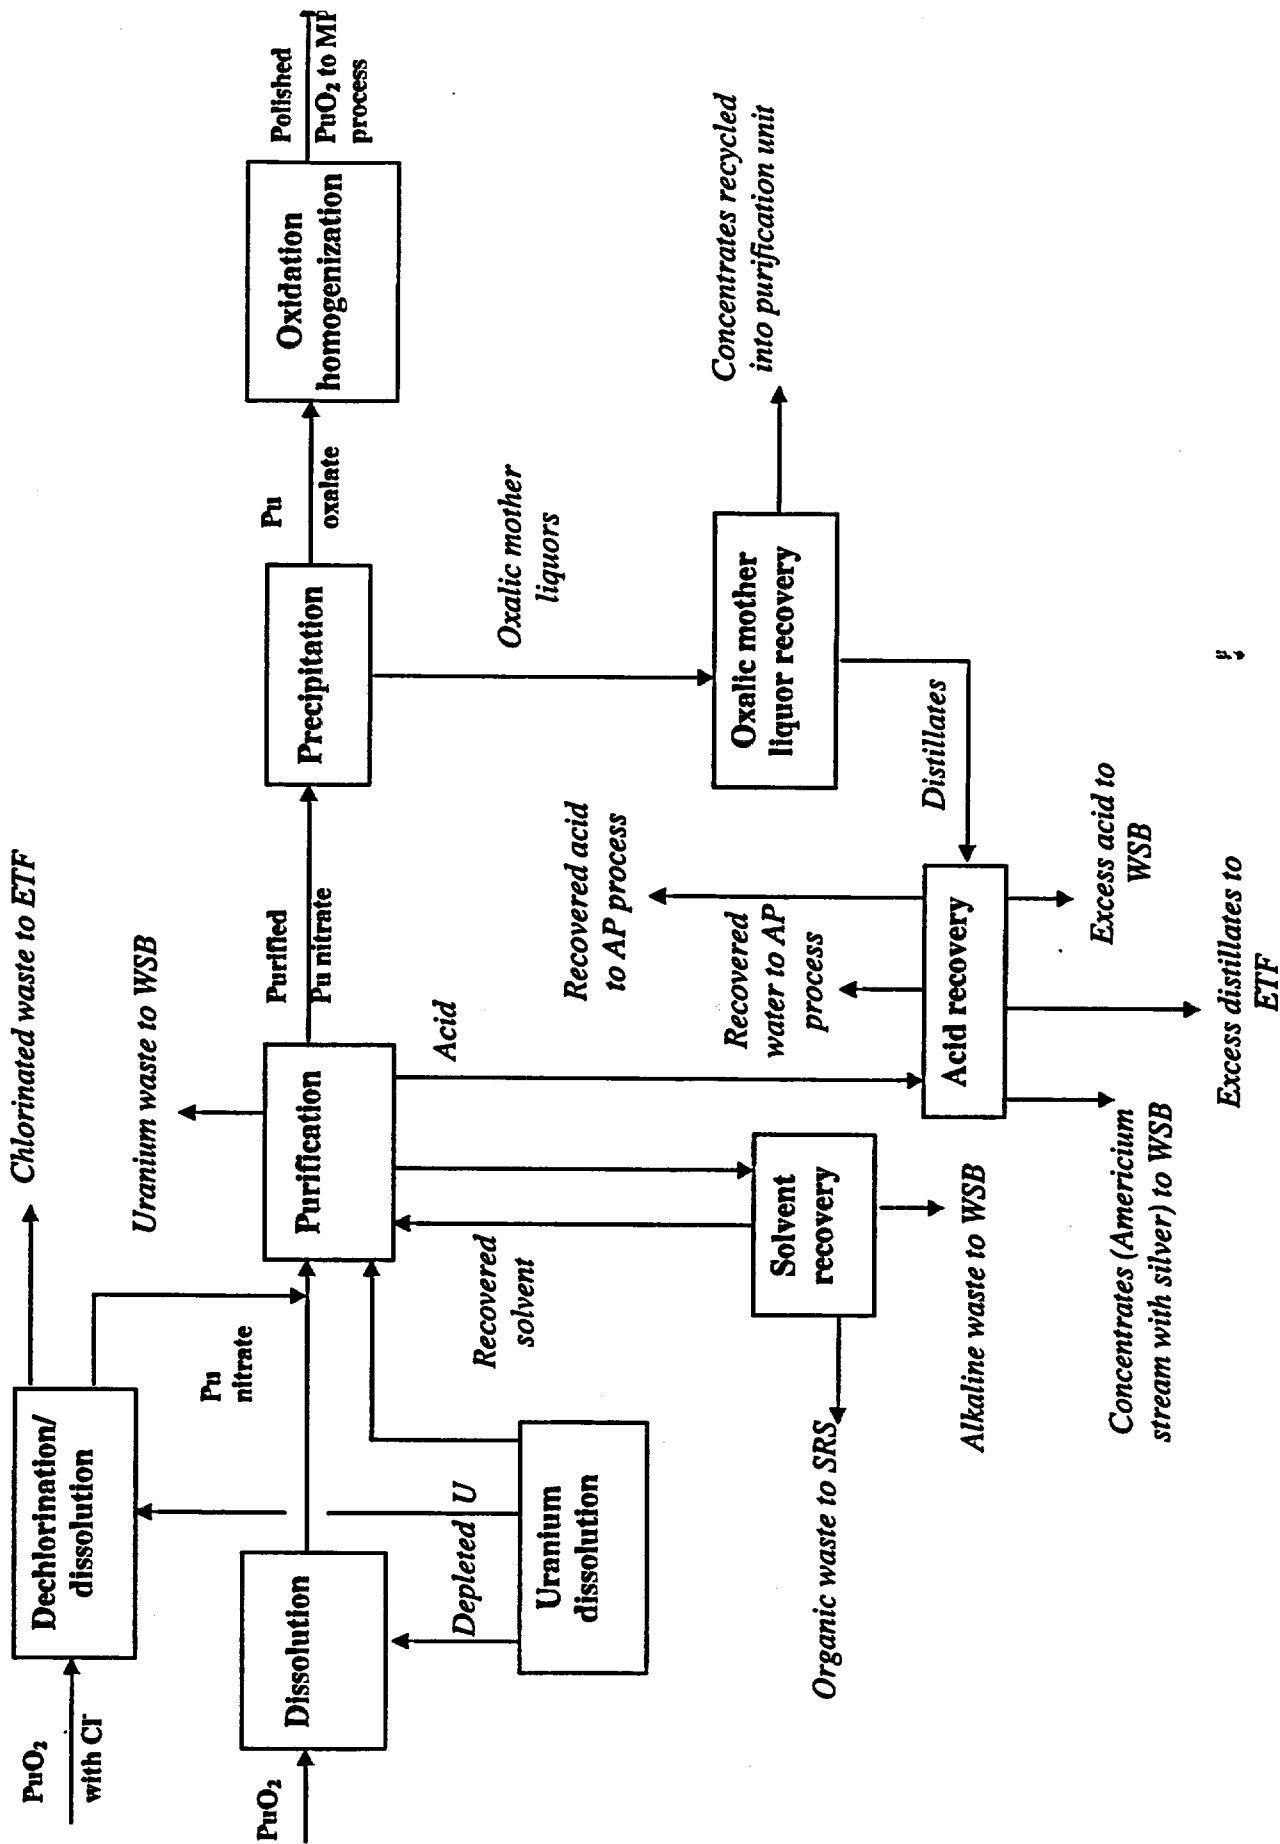 PuO₂
with Cl⁻
Dechlorination/
dissolution
Chlorinated waste to ETF
Pu
nitrate
Uranium waste to WSB
PuO₂
Dissolution
Purification
Purified
Pu nitrate
Precipitation
Pu
oxalate
Oxidation
homogenization
Polished
PuO₂ to MP
process
Depleted U
Uranium
dissolution
Recovered
solvent
Acid
Oxalic mother
liquors
Solvent
recovery
Organic waste to SRS
Alkaline waste to WSB
Recovered acid
to AP process
Recovered
water to AP
process
Oxalic mother
liquor recovery
Concentrates recycled
into purification unit
Distillates
Acid recovery
Concentrates (Americium
stream with silver) to WSB
Excess distillates to
ETF
Excess acid to
WSB